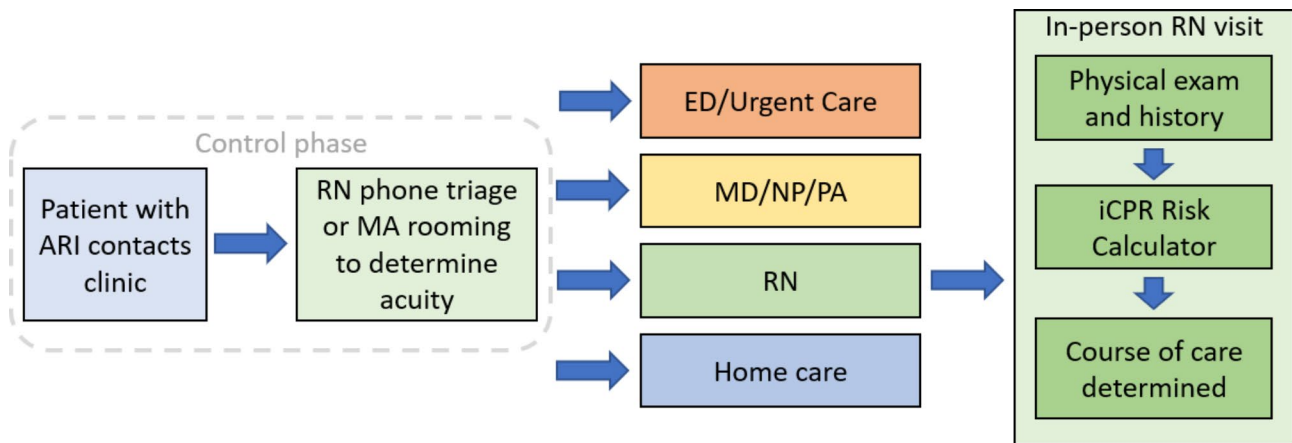 Control phase
Patient with
ARI contacts
clinic
RN phone triage
or MA rooming
to determine
acuity
ED/Urgent Care
MD/NP/PA
RN
Home care
In-person RN visit
Physical exam
and history
iCPR Risk
Calculator
Course of care
determined